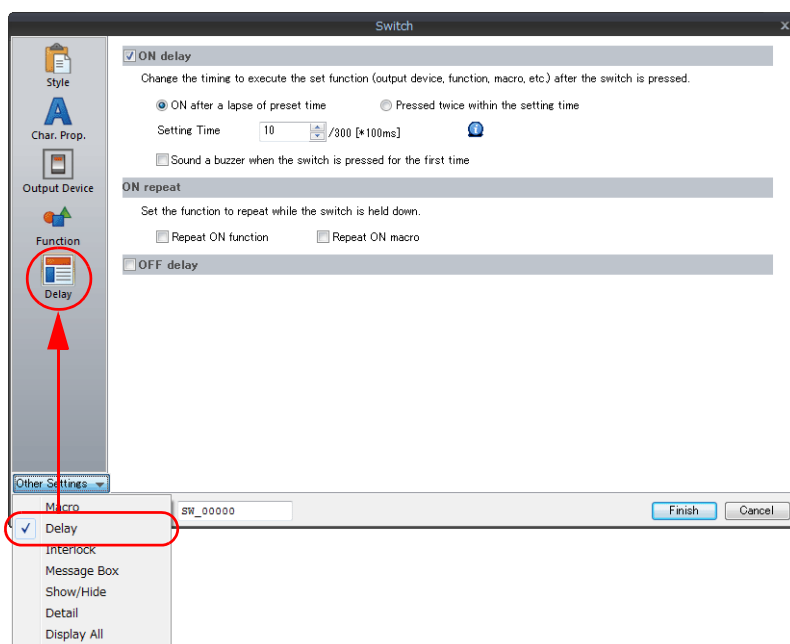 Switch
x
Style
Char. Prop.
Output Device
Function
Delay
ON delay
Change the timing to execute the set function (output device, function, macro, etc.) after the switch is pressed.
ON after a lapse of preset time Pressed twice within the setting time
Setting Time 10 /300 [*100ms]
Sound a buzzer when the switch is pressed for the first time
ON repeat
Set the function to repeat while the switch is held down.
Repeat ON function Repeat ON macro
OFF delay
Other Settings
SW_00000 Finish Cancel
Macro
Delay
Interlock
Message Box
Show/Hide
Detail
Display All